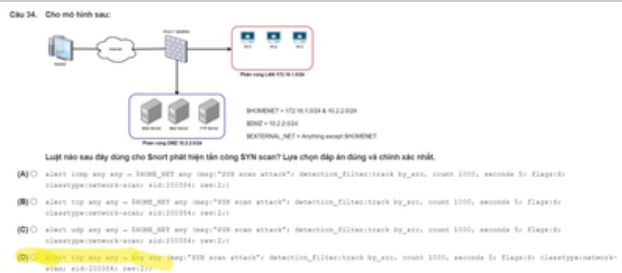 Câu 34. Cho mô hình sau:
Internet
PC1 PC2 PC3
Phân vùng LAN 172.16.1.0/24
Web Server Mail Server FTP Server
Phân vùng DMZ 10.2.2.0/24
$HOMENET = 172.16.1.0/24 & 10.2.2.0/24
$DMZ = 10.2.2.0/24
$EXTERNAL_NET = Anything except $HOMENET
Luật nào sau đây dùng cho Snort phát hiện tấn công SYN scan? Lựa chọn đáp án đúng và chính xác nhất.
(A) alert icmp any any → $HOME_NET any (msg:"SYN scan attack"; detection_filter:track by_src, count 1000, seconds 5; flags:S;
classtype:network-scan; sid:200384; rev:2;)
(B) alert tcp any any → $HOME_NET any (msg:"SYN scan attack"; detection_filter:track by_src, count 1000, seconds 5; flags:S;
classtype:network-scan; sid:200384; rev:2;)
(C) alert udp any any → $HOME_NET any (msg:"SYN scan attack"; detection_filter:track by_src, count 1000, seconds 5; flags:S;
classtype:network-scan; sid:200384; rev:2;)
(D) alert tcp any any → any any (msg:"SYN scan attack"; detection_filter:track by_src, count 1000, seconds 5; flags:S; classtype:network-
scan; sid:200384; rev:2;)